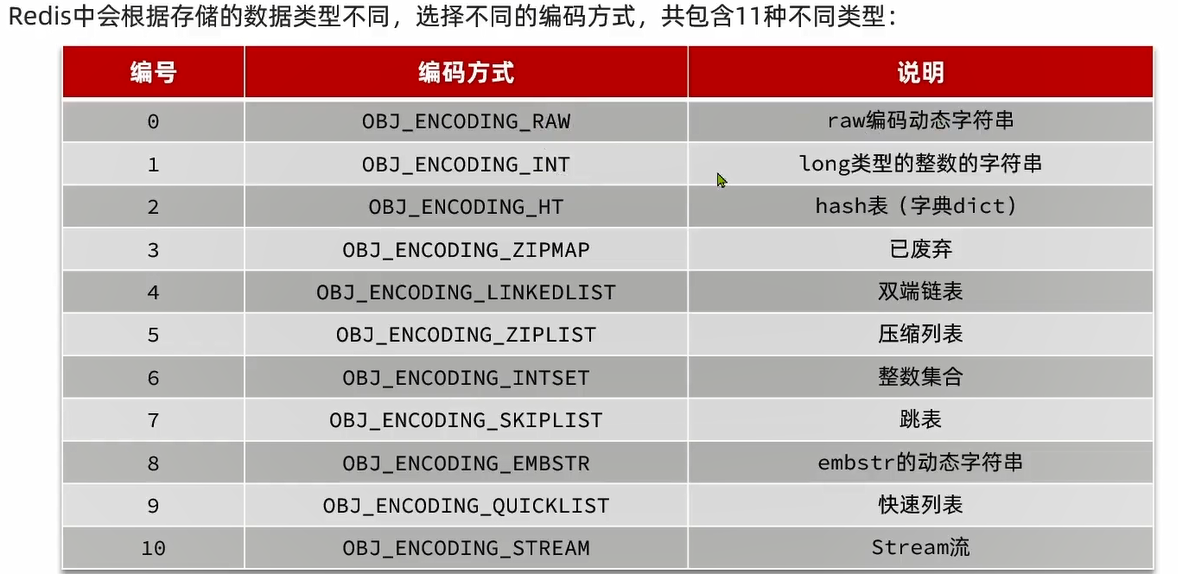 Redis中会根据存储的数据类型不同，选择不同的编码方式，共包含11种不同类型：
编号 编码方式 说明
0 OBJ_ENCODING_RAW raw编码动态字符串
1 OBJ_ENCODING_INT long类型的整数的字符串
2 OBJ_ENCODING_HT hash表（字典dict）
3 OBJ_ENCODING_ZIPMAP 已废弃
4 OBJ_ENCODING_LINKEDLIST 双端链表
5 OBJ_ENCODING_ZIPLIST 压缩列表
6 OBJ_ENCODING_INTSET 整数集合
7 OBJ_ENCODING_SKIPLIST 跳表
8 OBJ_ENCODING_EMBSTR embstr的动态字符串
9 OBJ_ENCODING_QUICKLIST 快速列表
10 OBJ_ENCODING_STREAM Stream流